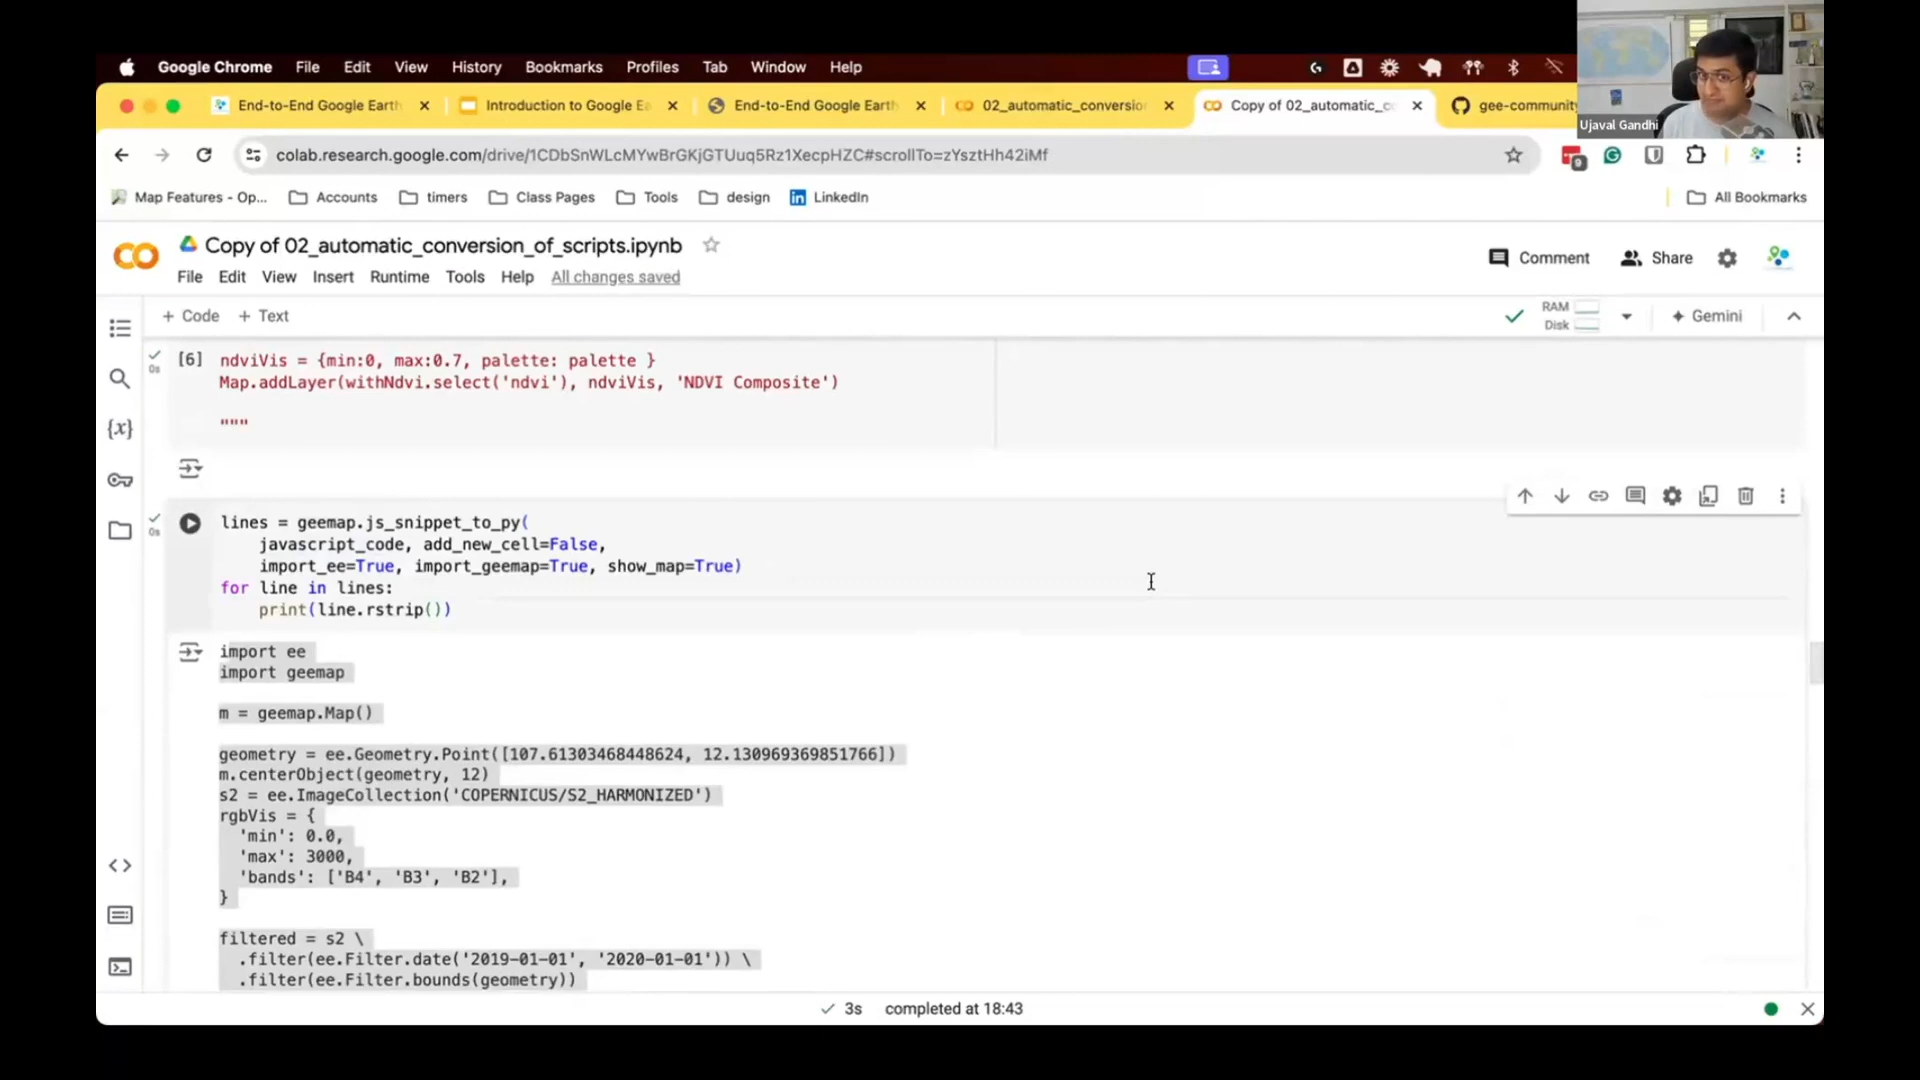 Google Chrome File Edit View History Bookmarks Profiles Tab Window Help
End-to-End Google Earth
Introduction to Google Ea
End-to-End Google Earth
02_automatic_conversio
Copy of 02_automatic_co
gee-community
Ujaval Gandhi
colab.research.google.com/drive/1CDbSnWLcMYwBrGKjGTUuq5Rz1XecpHZC#scrollTo=zYsztHh42iMf
Map Features - Op... Accounts timers Class Pages Tools design LinkedIn All Bookmarks
Copy of 02_automatic_conversion_of_scripts.ipynb
Comment Share
File Edit View Insert Runtime Tools Help All changes saved
+ Code + Text
RAM
Disk
Gemini
[6] ndviVis = {min:0, max:0.7, palette: palette }
0s
Map.addLayer(withNdvi.select('ndvi'), ndviVis, 'NDVI Composite')
"""
lines = geemap.js_snippet_to_py(
0s
javascript_code, add_new_cell=False,
import_ee=True, import_geemap=True, show_map=True)
for line in lines:
print(line.rstrip())
import ee
import geemap
m = geemap.Map()
geometry = ee.Geometry.Point([107.61303468448624, 12.130969369851766])
m.centerObject(geometry, 12)
s2 = ee.ImageCollection('COPERNICUS/S2_HARMONIZED')
rgbVis = {
'min': 0.0,
'max': 3000,
'bands': ['B4', 'B3', 'B2'],
}
filtered = s2 \
.filter(ee.Filter.date('2019-01-01', '2020-01-01')) \
.filter(ee.Filter.bounds(geometry))
3s completed at 18:43